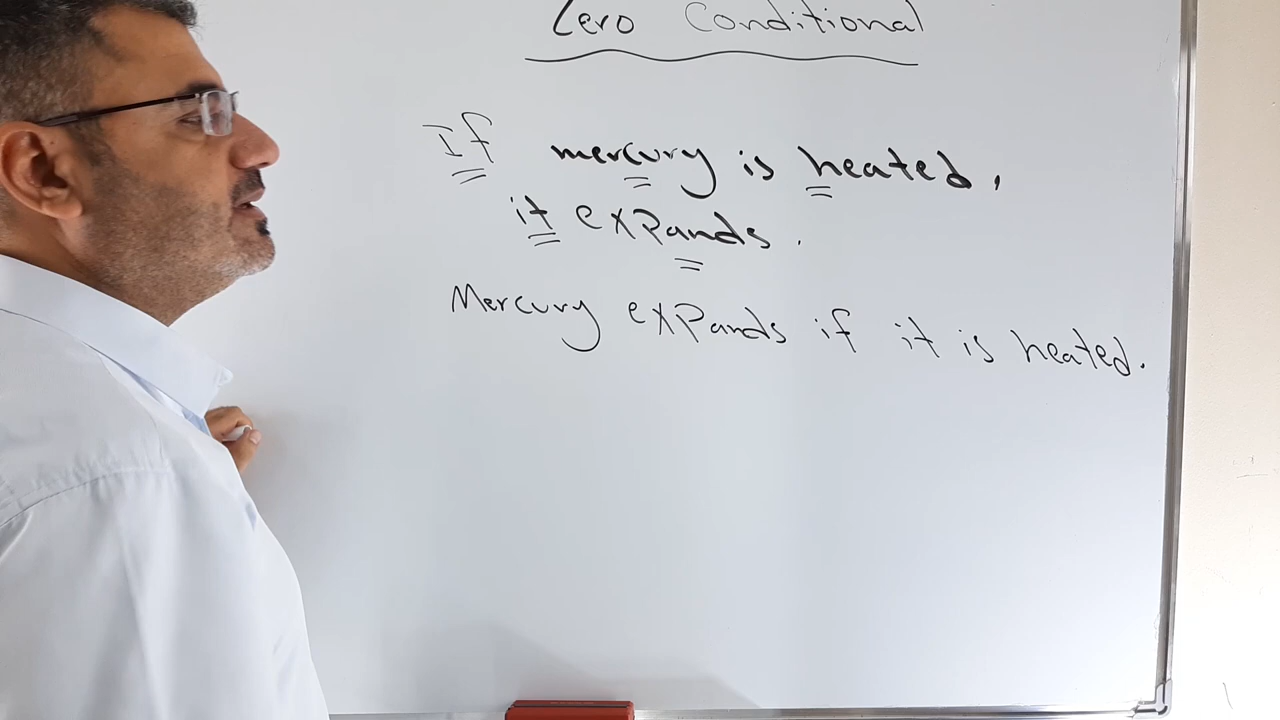 Zero Conditional
If mercury is heated,
it expands.
Mercury expands if it is heated.